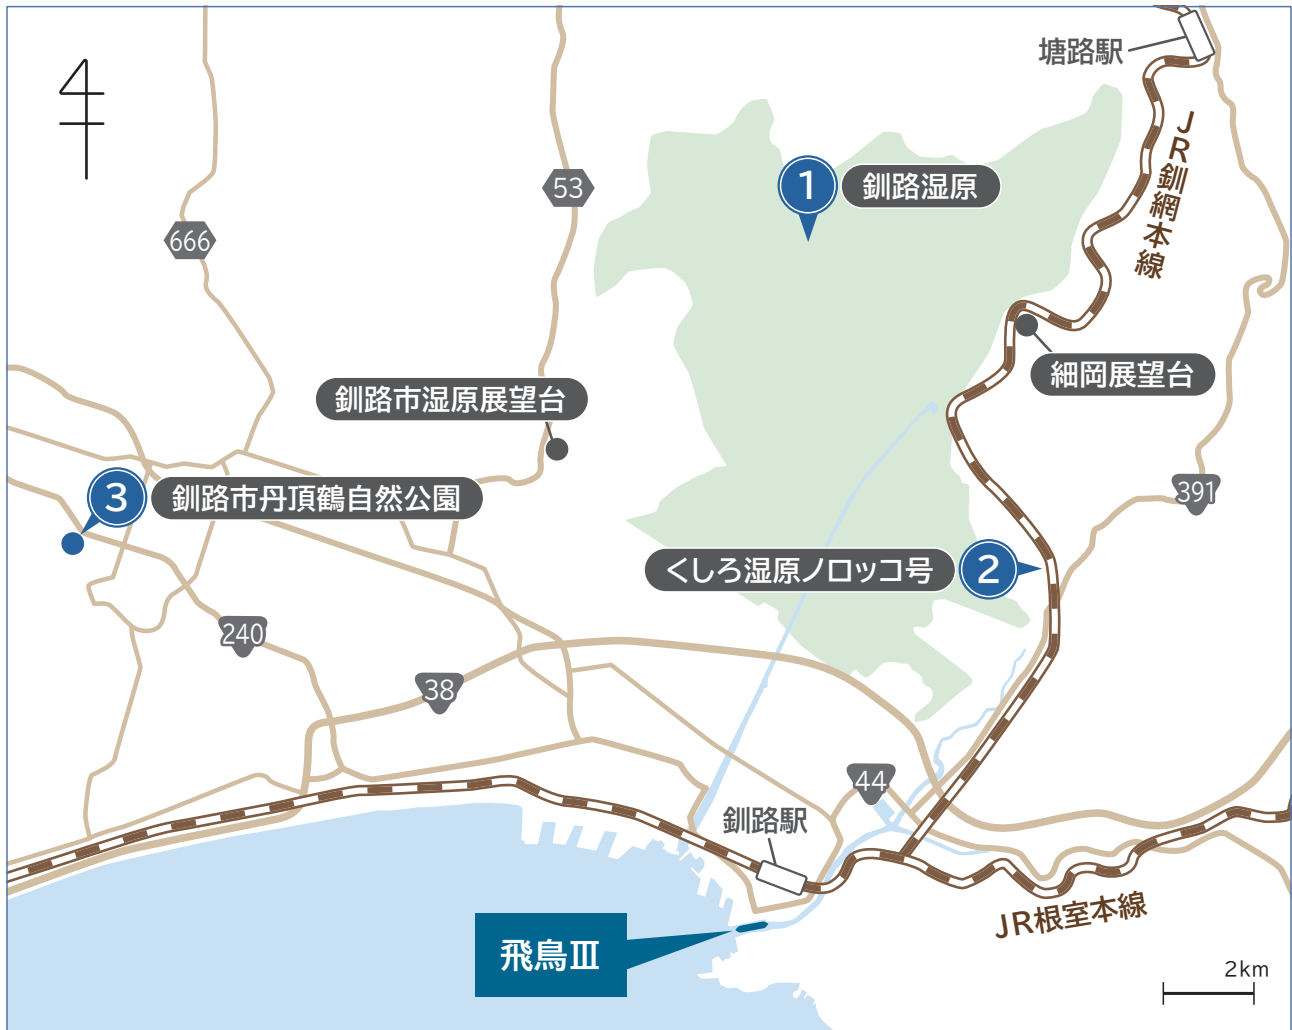 塘路駅
JR釧網本線
1
釧路湿原
53
666
細岡展望台
釧路市湿原展望台
391
3
釧路市丹頂鶴自然公園
くしろ湿原ノロッコ号
2
240
38
44
釧路駅
JR根室本線
飛鳥Ⅲ
2km